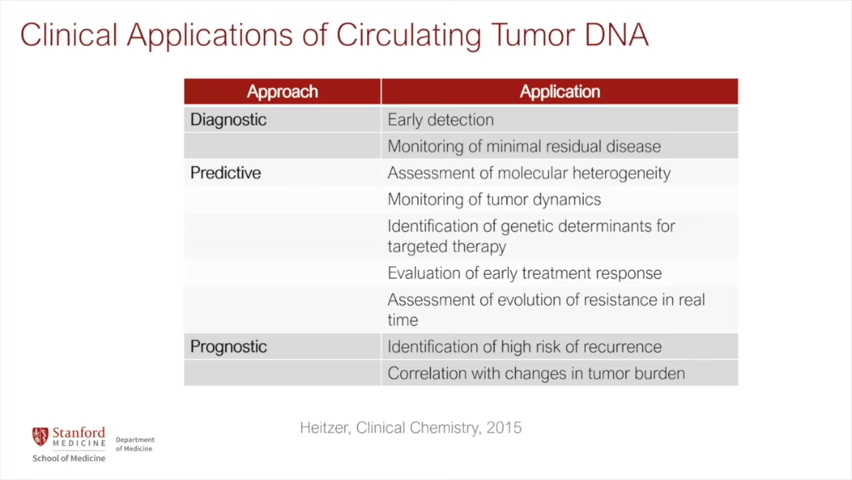 Clinical Applications of Circulating Tumor DNA
Approach Application
Diagnostic Early detection
Monitoring of minimal residual disease
Predictive Assessment of molecular heterogeneity
Monitoring of tumor dynamics
Identification of genetic determinants for
targeted therapy
Evaluation of early treatment response
Assessment of evolution of resistance in real
time
Prognostic Identification of high risk of recurrence
Correlation with changes in tumor burden
Heitzer, Clinical Chemistry, 2015
Stanford
MEDICINE
School of Medicine
Department
of Medicine